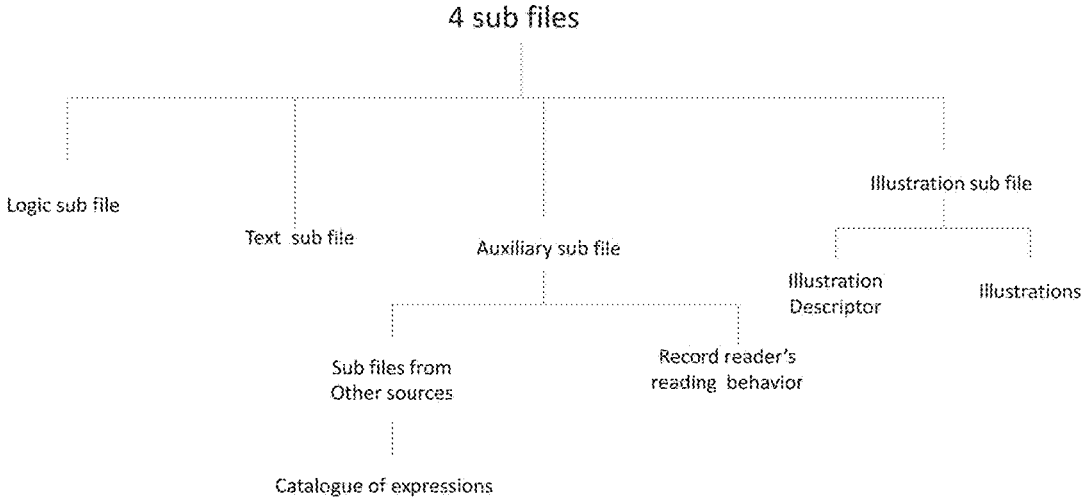 4 sub files
Logic sub file
Text sub file
Auxiliary sub file
Illustration sub file
Illustration
Descriptor
Illustrations
Sub files from
Other sources
Record reader's
reading behavior
Catalogue of expressions